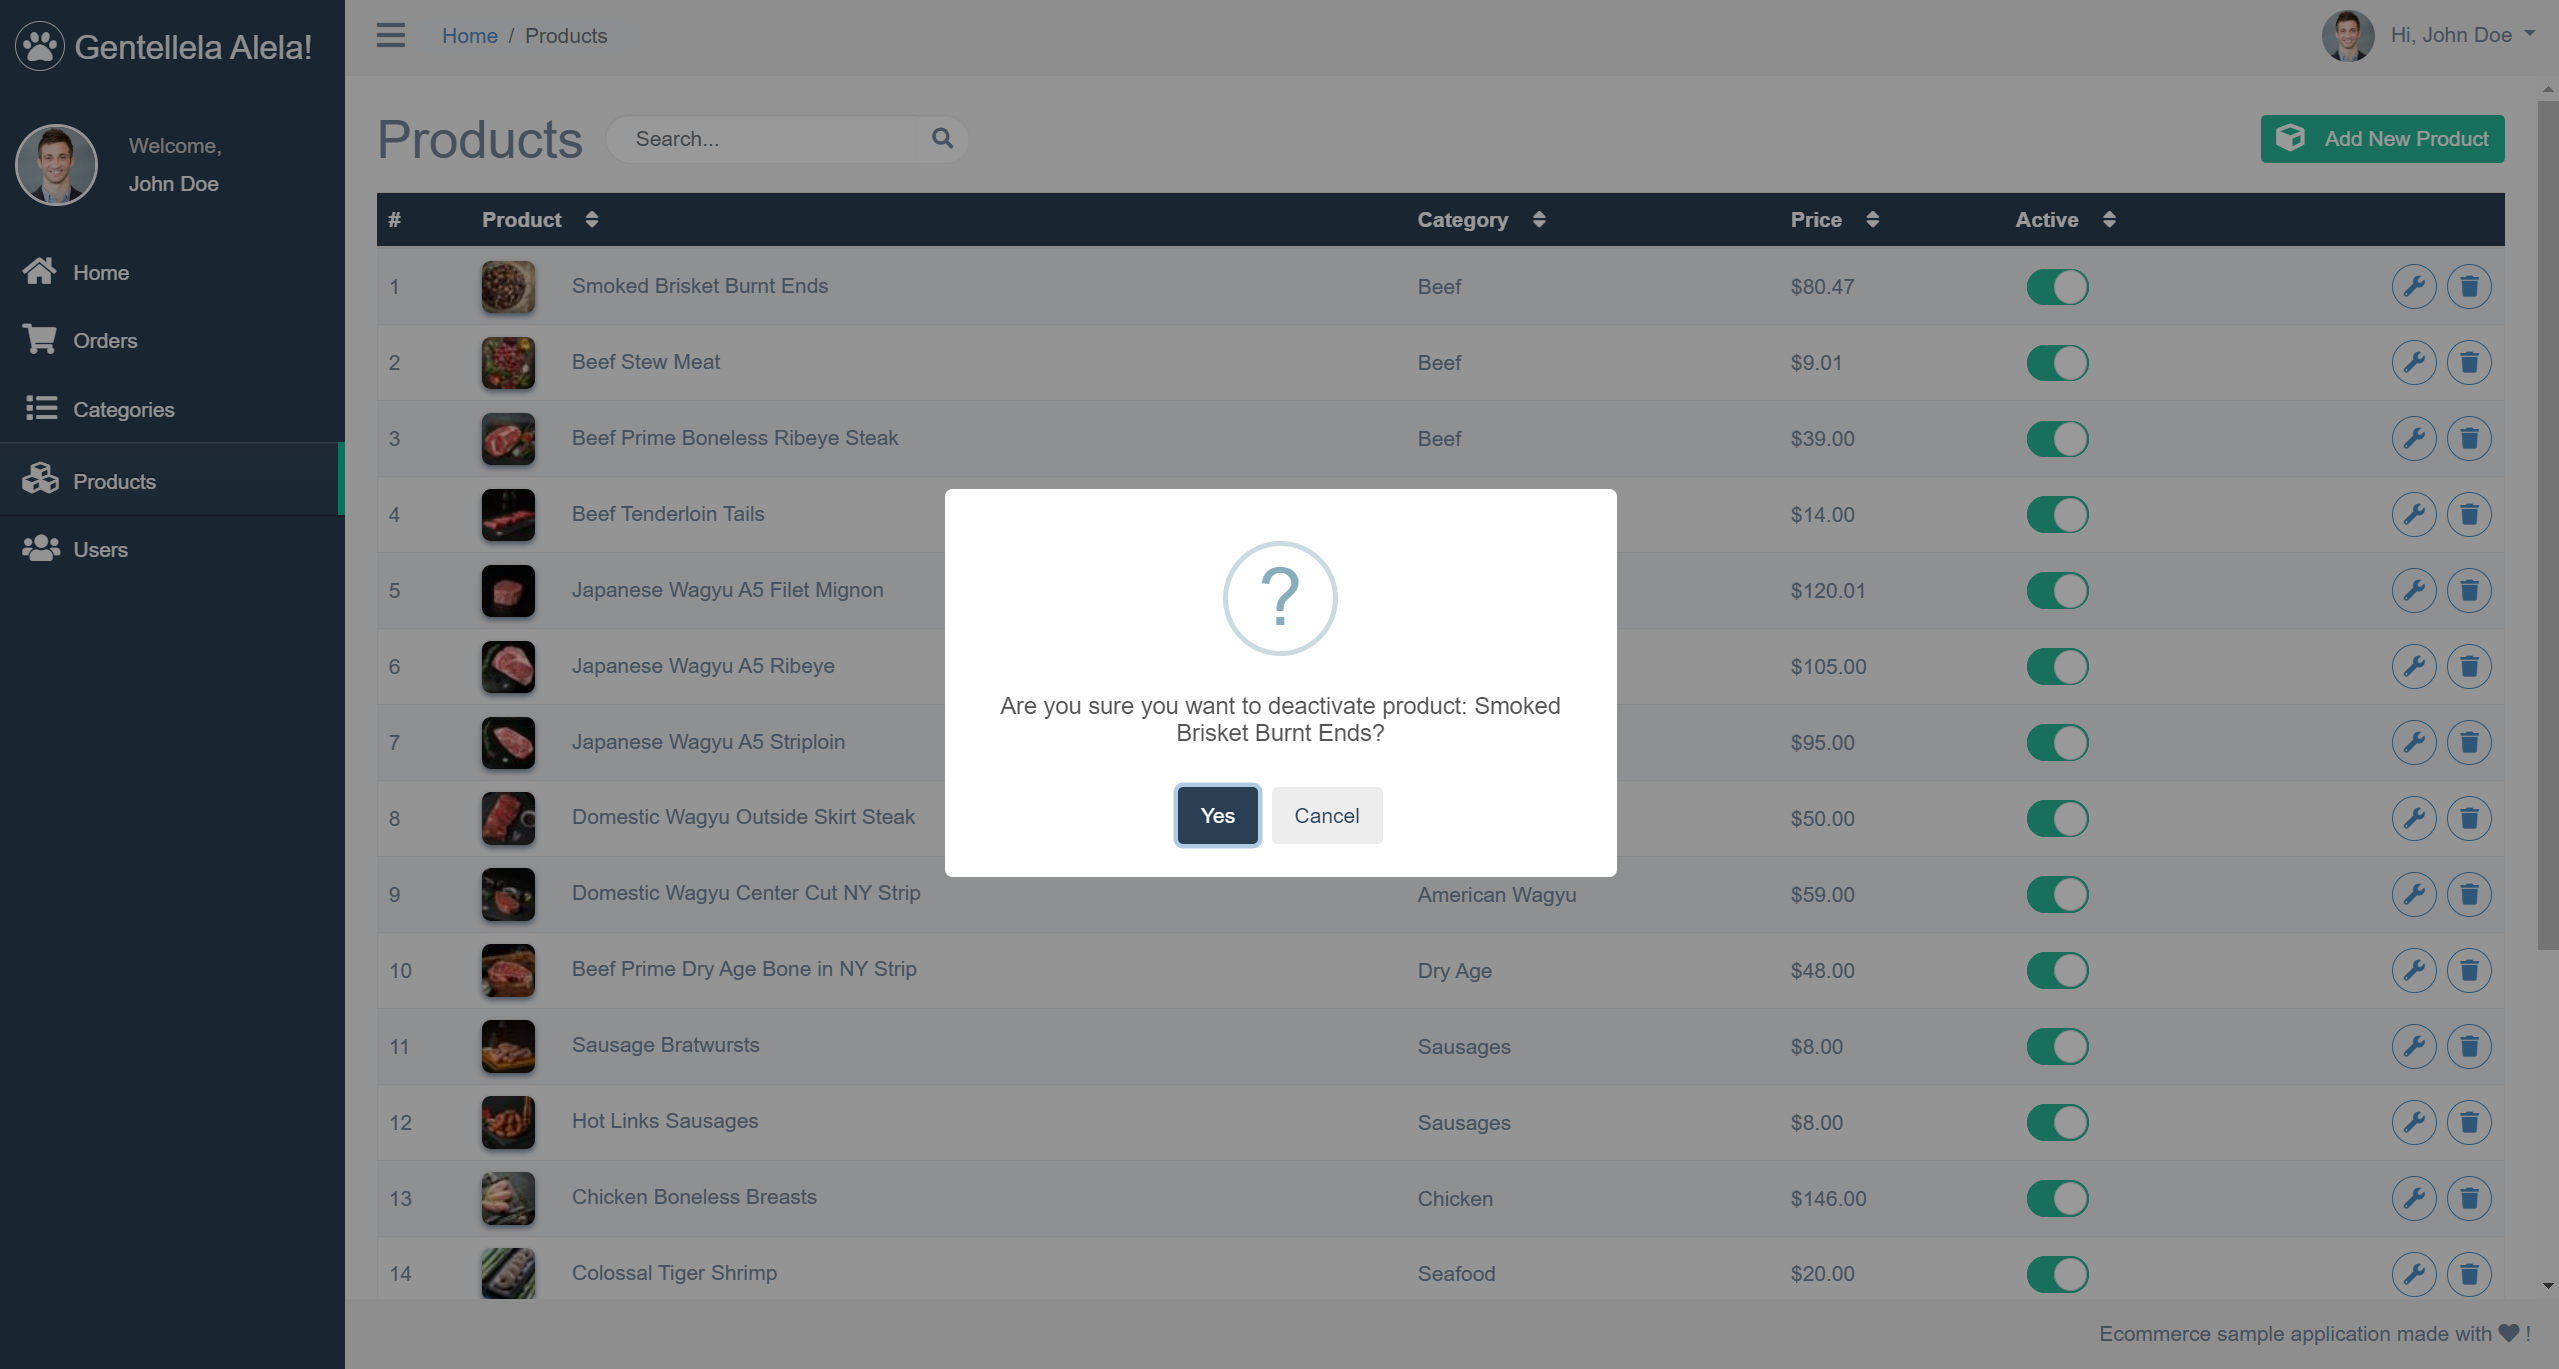 Gentellela Alela!
Home / Products
Hi, John Doe
Welcome,
John Doe
Home
Orders
Categories
Products
Users
Products
Search...
Add New Product
# Product Category Price Active
1 Smoked Brisket Burnt Ends Beef $80.47
2 Beef Stew Meat Beef $9.01
3 Beef Prime Boneless Ribeye Steak Beef $39.00
4 Beef Tenderloin Tails $14.00
5 Japanese Wagyu A5 Filet Mignon $120.01
6 Japanese Wagyu A5 Ribeye $105.00
7 Japanese Wagyu A5 Striploin $95.00
8 Domestic Wagyu Outside Skirt Steak $50.00
9 Domestic Wagyu Center Cut NY Strip American Wagyu $59.00
10 Beef Prime Dry Age Bone in NY Strip Dry Age $48.00
11 Sausage Bratwursts Sausages $8.00
12 Hot Links Sausages Sausages $8.00
13 Chicken Boneless Breasts Chicken $146.00
14 Colossal Tiger Shrimp Seafood $20.00
?
Are you sure you want to deactivate product: Smoked
Brisket Burnt Ends?
Yes
Cancel
Ecommerce sample application made with ♥ !